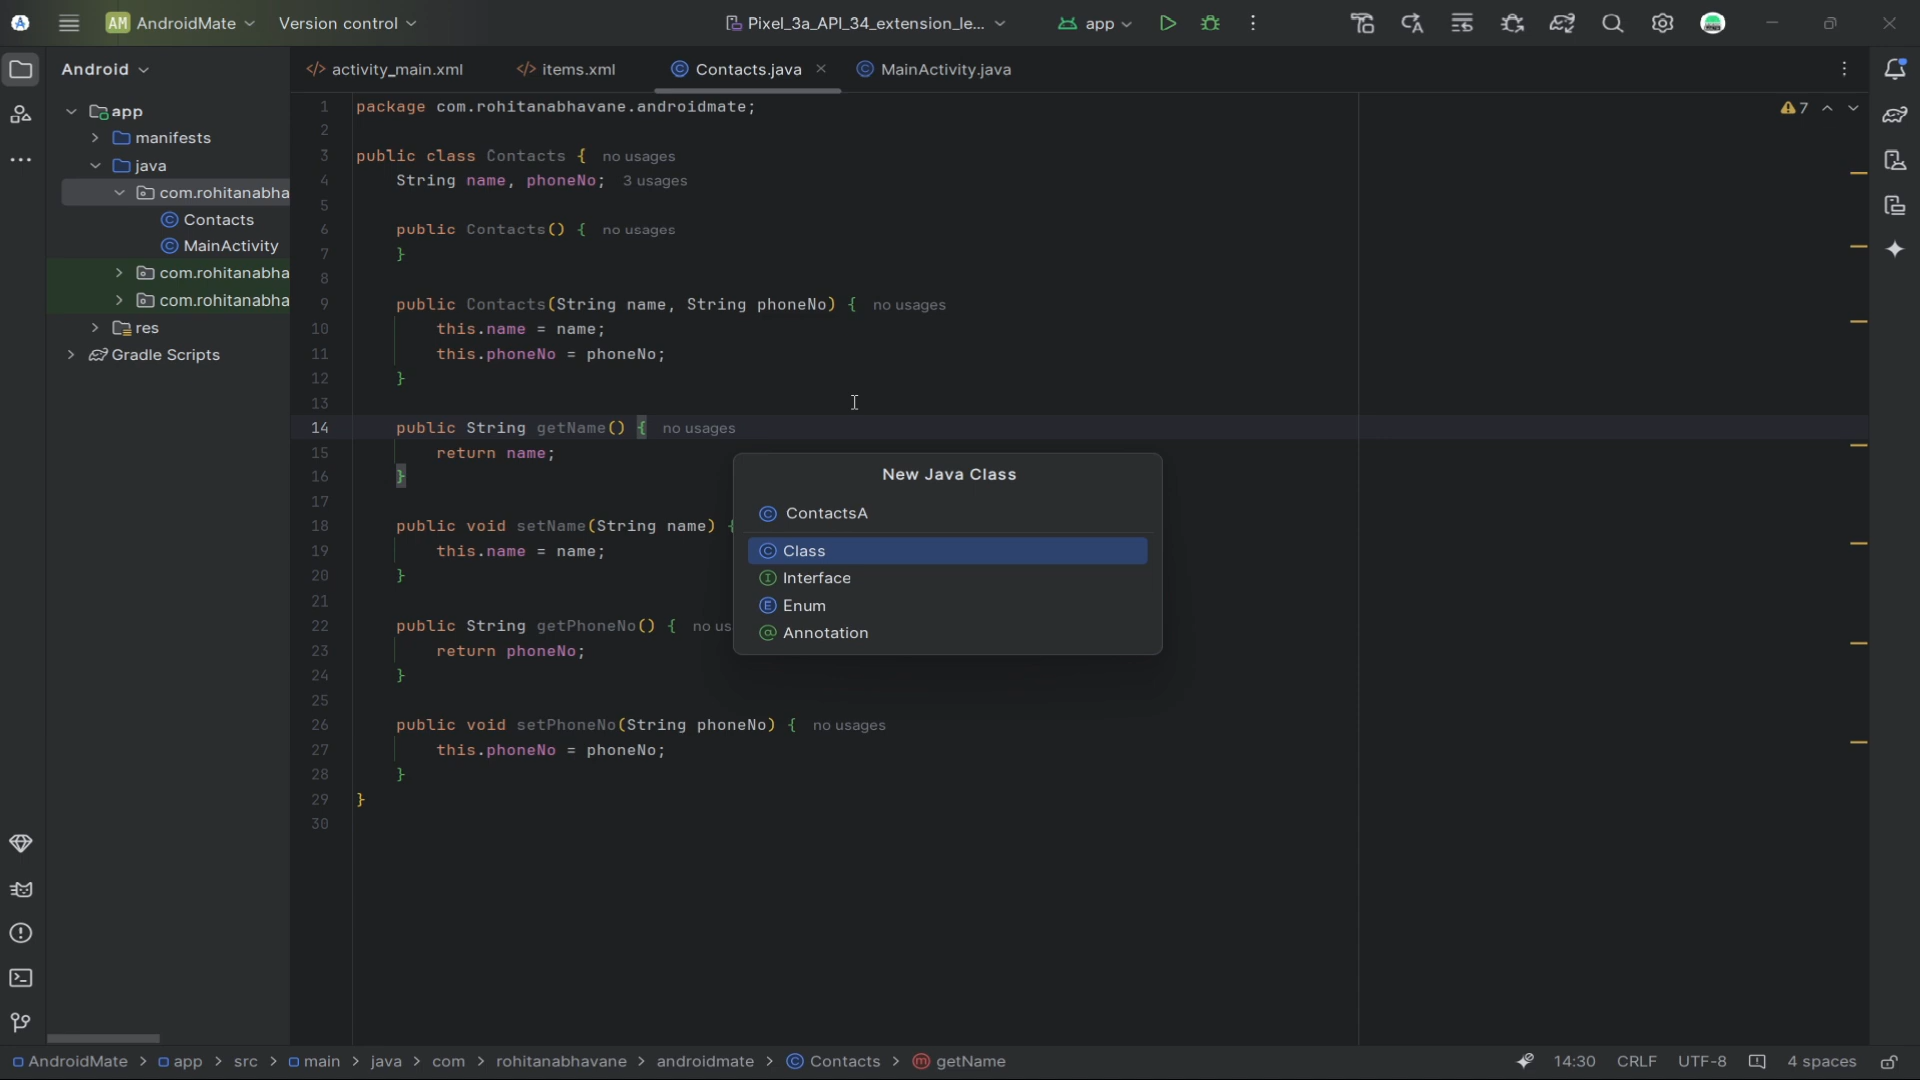 AM AndroidMate Version control Pixel_3a_API_34_extension_le... app
Android
app
manifests
java
com.rohitanabha
Contacts
MainActivity
com.rohitanabha
com.rohitanabha
res
Gradle Scripts
activity_main.xml items.xml Contacts.java MainActivity.java
7
1 package com.rohitanabhavane.androidmate;
2
3 public class Contacts { no usages
4 String name, phoneNo; 3 usages
5
6 public Contacts() { no usages
7 }
8
9 public Contacts(String name, String phoneNo) { no usages
10 this.name = name;
11 this.phoneNo = phoneNo;
12 }
13
14 public String getName() { no usages
15 return name;
16 }
17
18 public void setName(String name) {
19 this.name = name;
20 }
21
22 public String getPhoneNo() { no us
23 return phoneNo;
24 }
25
26 public void setPhoneNo(String phoneNo) { no usages
27 this.phoneNo = phoneNo;
28 }
29 }
30
New Java Class
ContactsA
Class
Interface
Enum
Annotation
AndroidMate > app > src > main > java > com > rohitanabhavane > androidmate > Contacts > getName 14:30 CRLF UTF-8 4 spaces